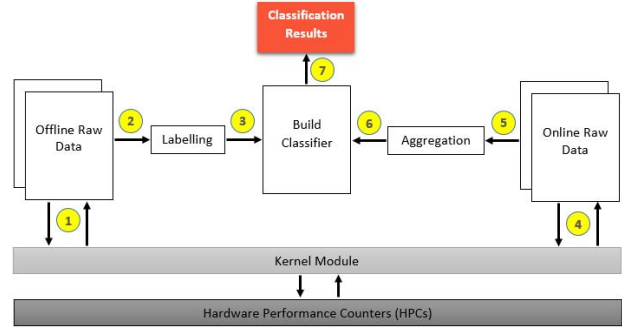 Classification
Results
7
Offline Raw
Data
2
Labelling
3
Build
Classifier
6
Aggregation
5
Online Raw
Data
1
4
Kernel Module
Hardware Performance Counters (HPCs)